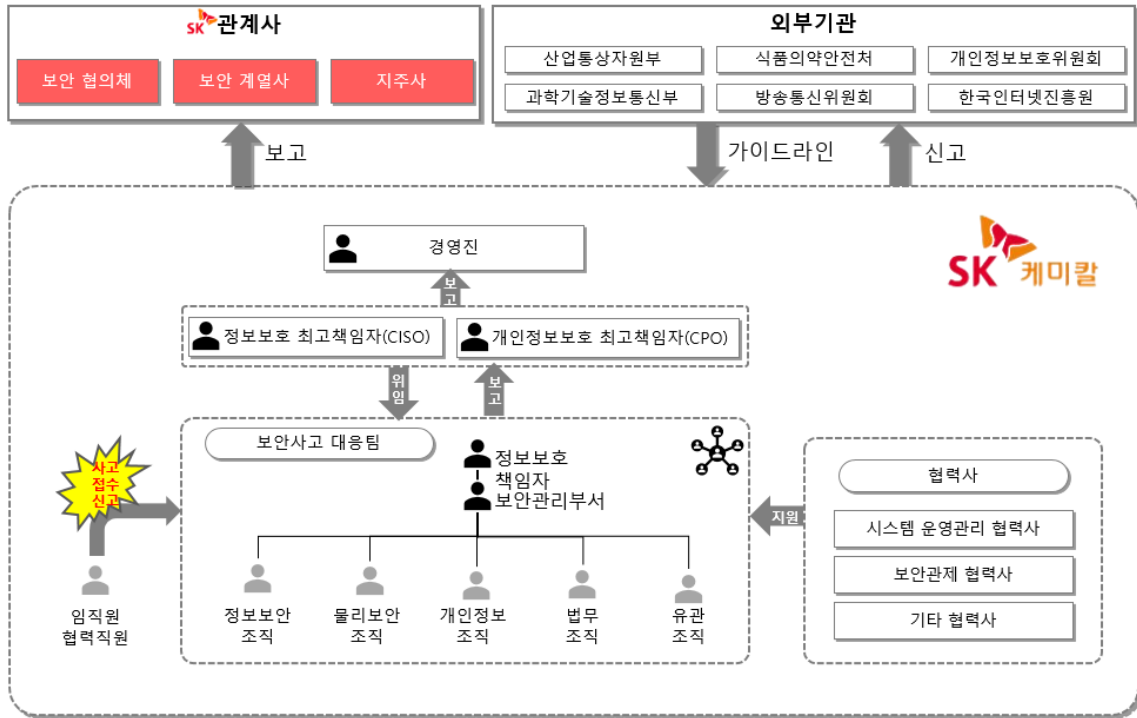 SK 관계사
보안 협의체
보안 계열사
지주사
외부기관
산업통상자원부
식품의약안전처
개인정보보호위원회
과학기술정보통신부
방송통신위원회
한국인터넷진흥원
보고
가이드라인
신고
SK 케미칼
경영진
보고
정보보호 최고책임자(CISO)
개인정보보호 최고책임자(CPO)
위임
보고
보안사고 대응팀
정보보호
책임자
보안관리부서
사고
접수
신고
임직원
협력직원
정보보안
조직
물리보안
조직
개인정보
조직
법무
조직
유관
조직
지원
협력사
시스템 운영관리 협력사
보안관제 협력사
기타 협력사